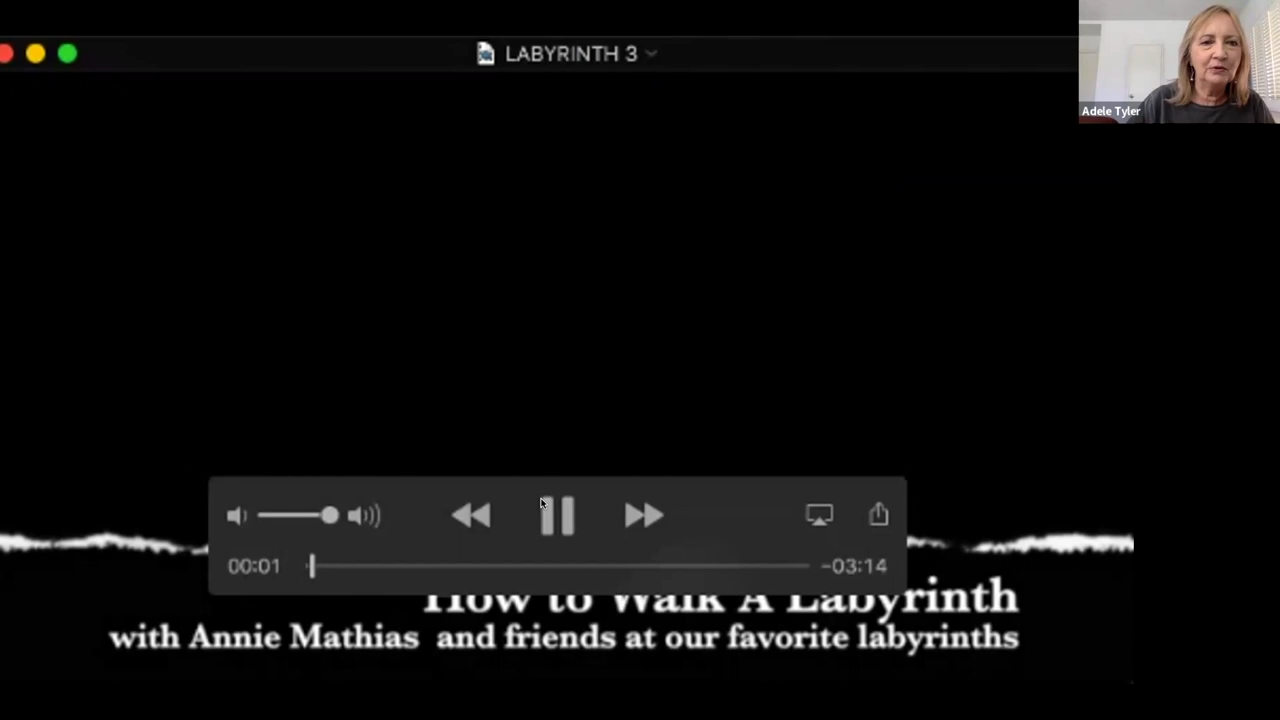 LABYRINTH 3
Adele Tyler
00:01
-03:14
How to Walk A Labyrinth
with Annie Mathias and friends at our favorite labyrinths